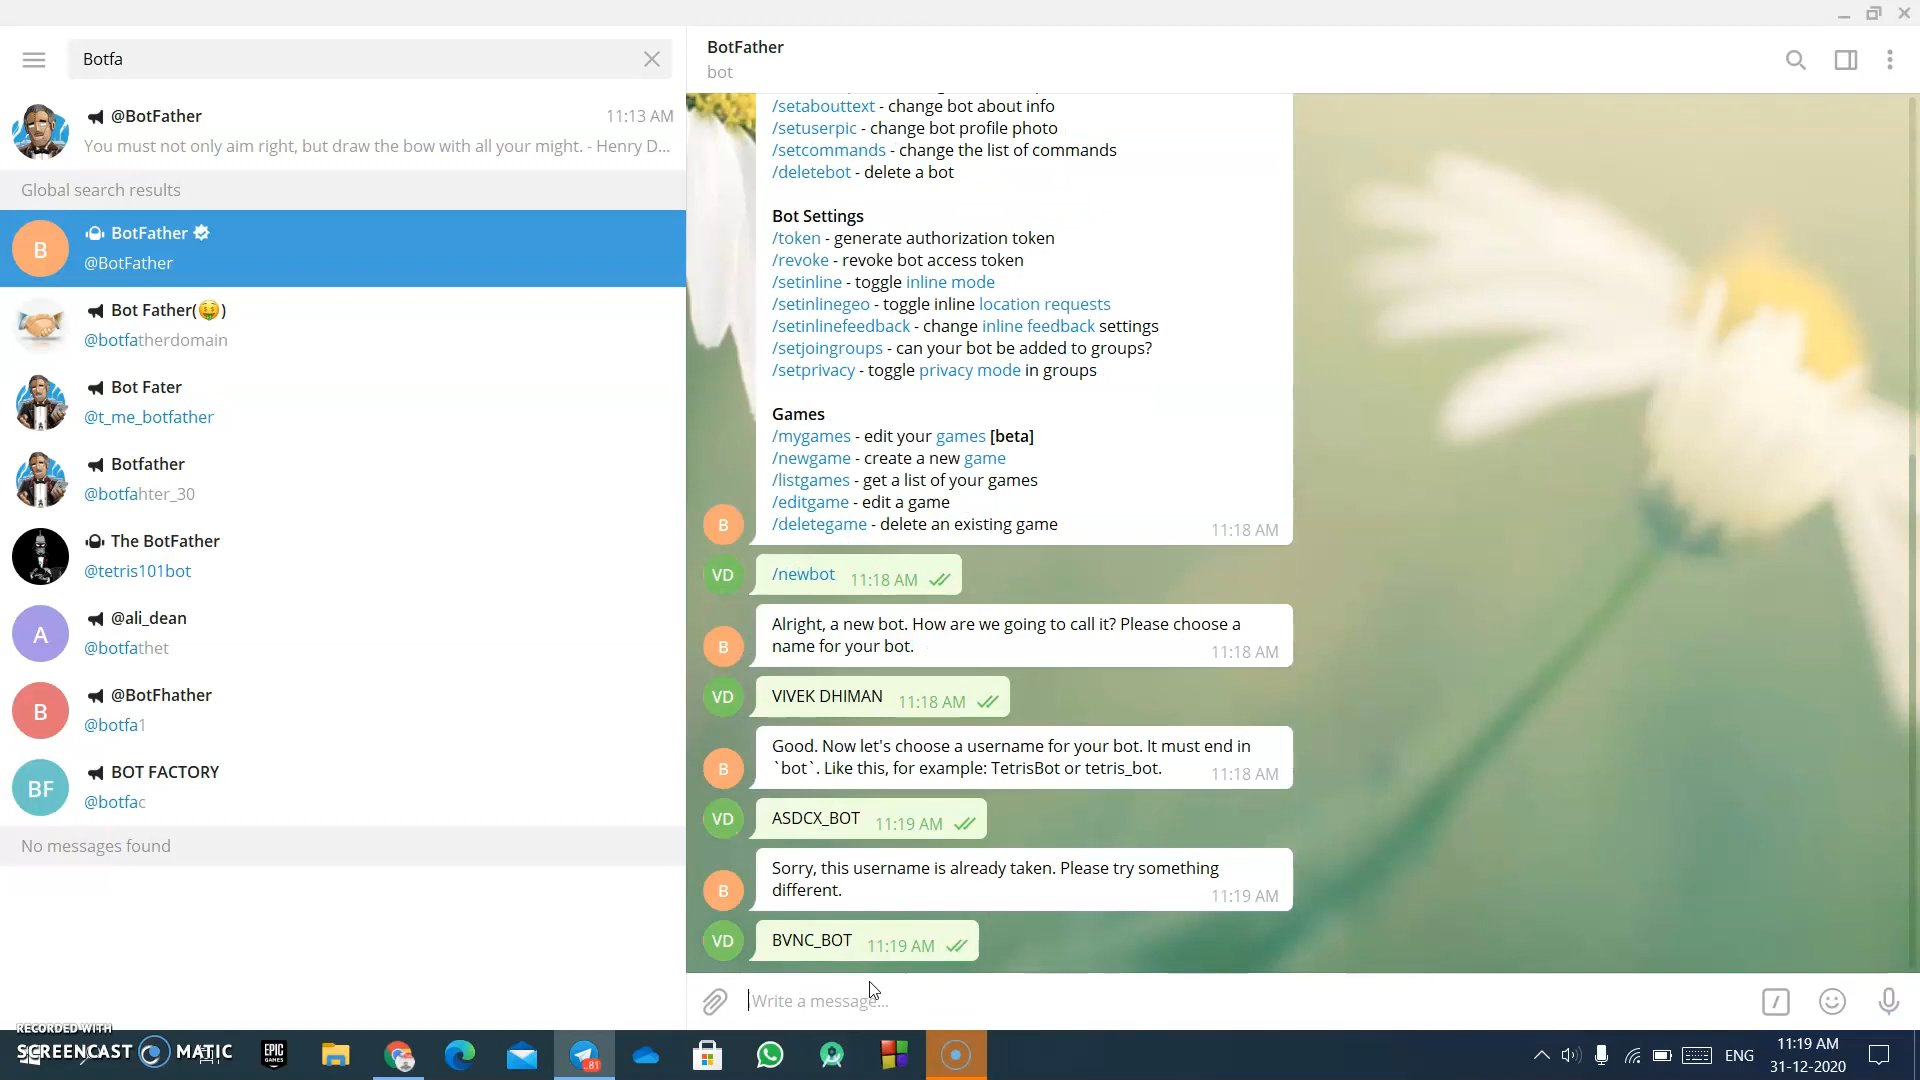 Botfa
@BotFather 11:13 AM
You must not only aim right, but draw the bow with all your might. - Henry D...
Global search results
B BotFather
@BotFather
Bot Father(🤑)
@botfatherdomain
Bot Fater
@t_me_botfather
Botfather
@botfahter_30
The BotFather
@tetris101bot
A @ali_dean
@botfathet
B @BotFhather
@botfa1
BF BOT FACTORY
@botfac
No messages found
BotFather
bot
/setabouttext - change bot about info
/setuserpic - change bot profile photo
/setcommands - change the list of commands
/deletebot - delete a bot
Bot Settings
/token - generate authorization token
/revoke - revoke bot access token
/setinline - toggle inline mode
/setinlinegeo - toggle inline location requests
/setinlinefeedback - change inline feedback settings
/setjoingroups - can your bot be added to groups?
/setprivacy - toggle privacy mode in groups
Games
/mygames - edit your games [beta]
/newgame - create a new game
/listgames - get a list of your games
/editgame - edit a game
B /deletegame - delete an existing game 11:18 AM
VD /newbot 11:18 AM
Alright, a new bot. How are we going to call it? Please choose a
B name for your bot. 11:18 AM
VD VIVEK DHIMAN 11:18 AM
Good. Now let's choose a username for your bot. It must end in
B `bot`. Like this, for example: TetrisBot or tetris_bot. 11:18 AM
VD ASDCX_BOT 11:19 AM
Sorry, this username is already taken. Please try something
B different. 11:19 AM
VD BVNC_BOT 11:19 AM
Write a message...
RECORDED WITH
SCREENCAST MATIC
EPIC GAMES
81
ENG
11:19 AM
31-12-2020